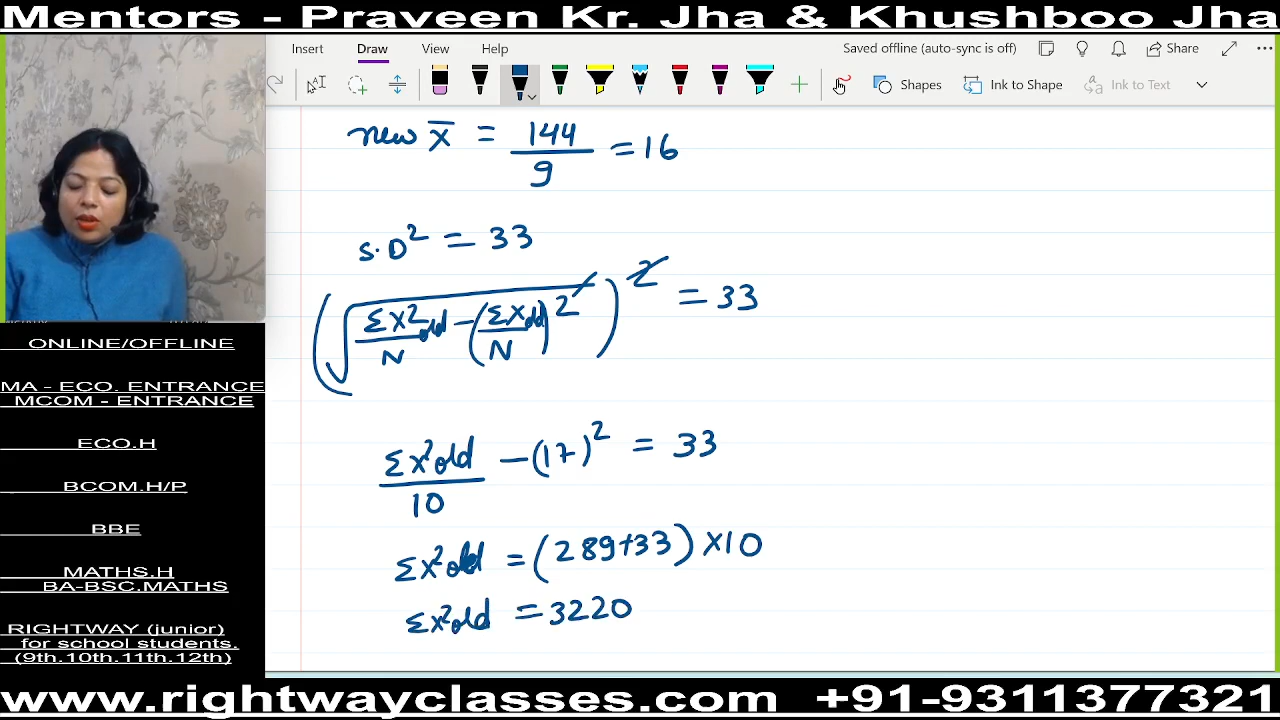 Mentors - Praveen Kr. Jha & Khushboo Jha
Insert Draw View Help Saved offline (auto-sync is off) Share
Shapes Ink to Shape Ink to Text
new x̅ = 144/9 = 16
S.D² = 33
(√(Σx²old/N - (Σxold/N)²))² = 33
Σx²old/10 - (17)² = 33
Σx²old = (289+33) ×10
Σx²old = 3220
ONLINE/OFFLINE
MA - ECO. ENTRANCE
MCOM - ENTRANCE
ECO.H
BCOM.H/P
BBE
MATHS.H
BA-BSC.MATHS
RIGHTWAY (junior)
for school students.
(9th.10th.11th.12th)
www.rightwayclasses.com +91-9311377321